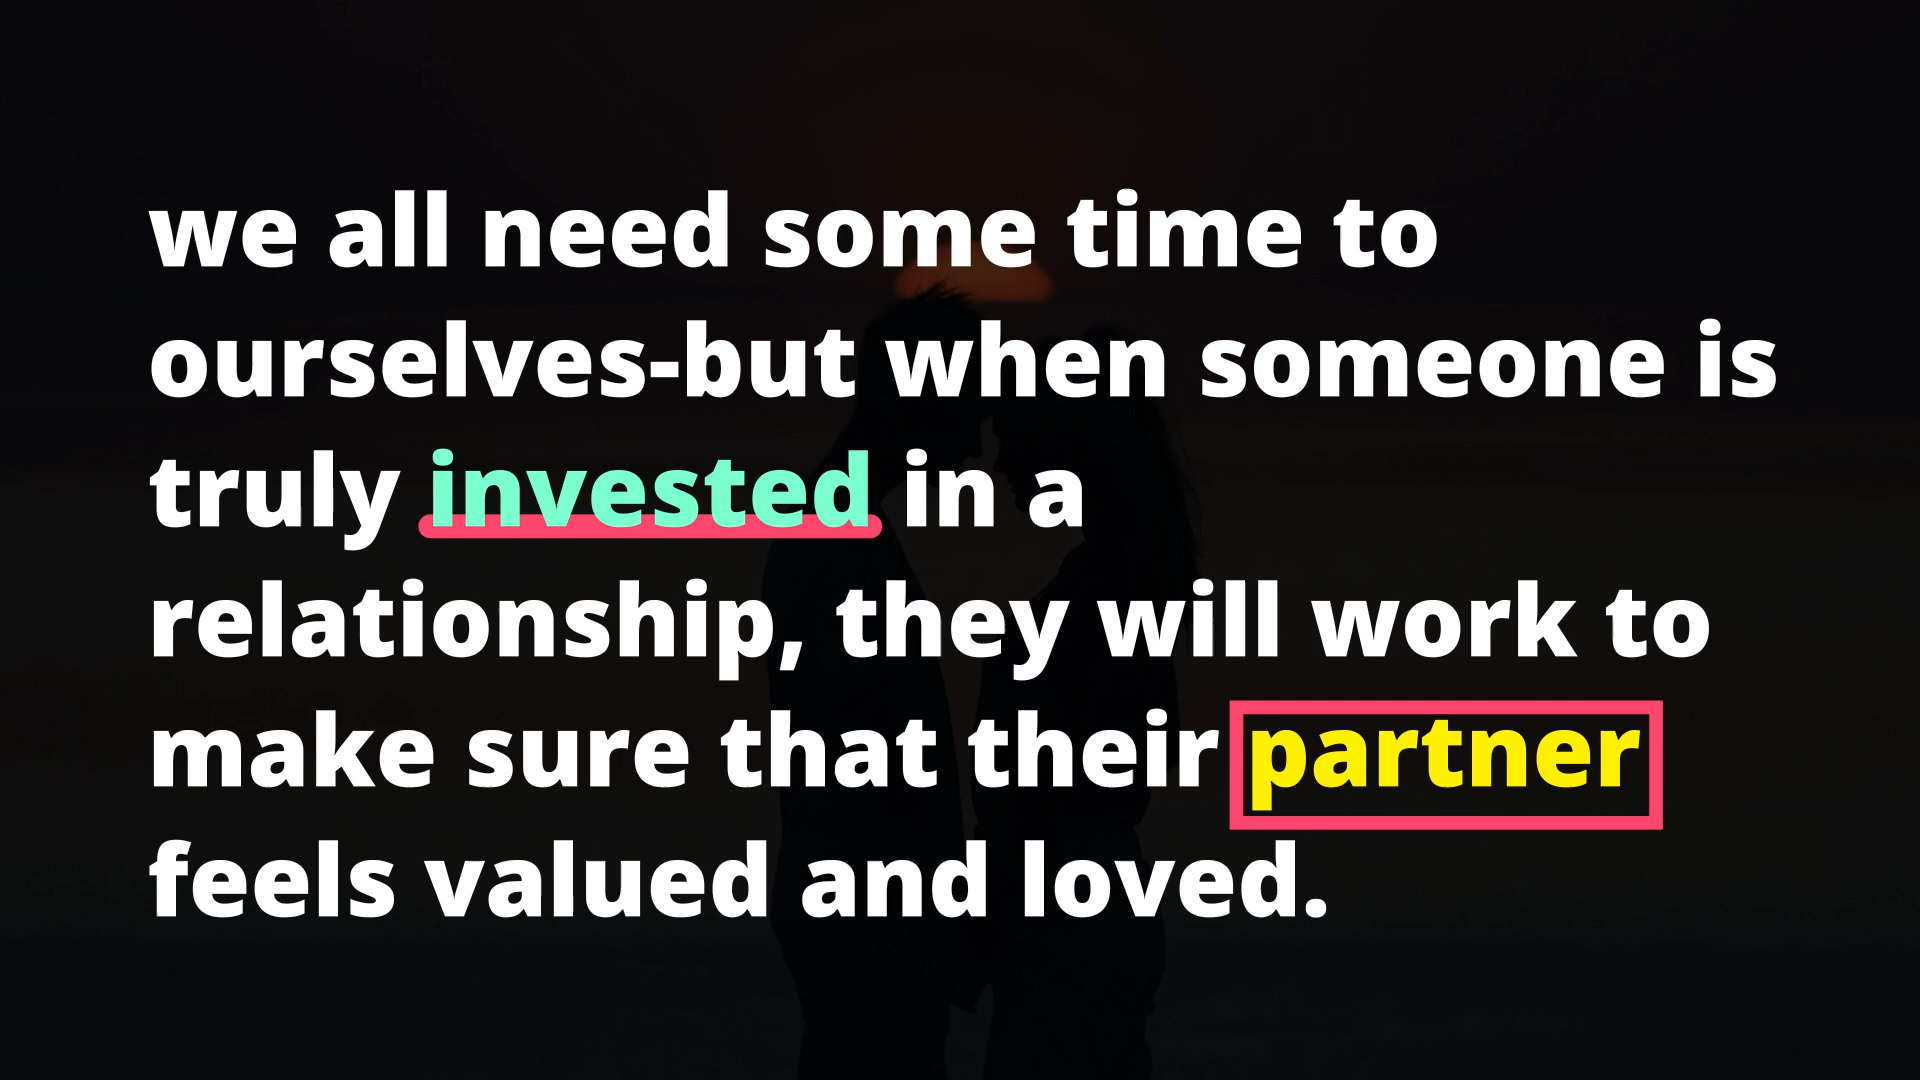 we all need some time to
ourselves-but when someone is
truly invested in a
relationship, they will work to
make sure that their partner
feels valued and loved.